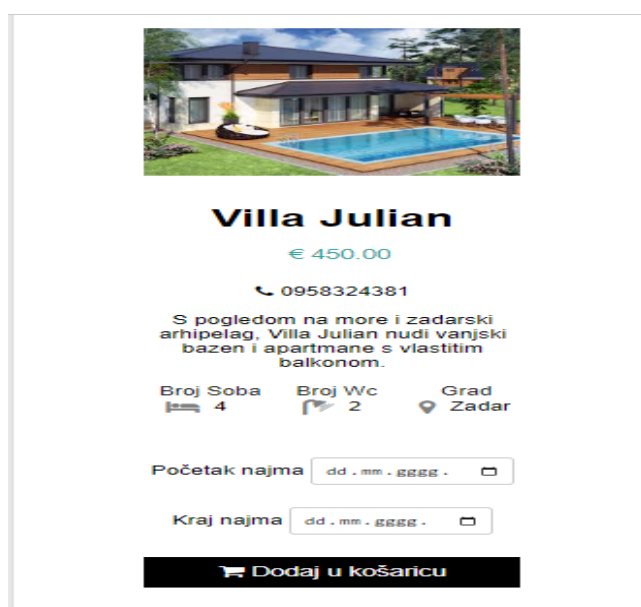 Villa Julian
€ 450.00
0958324381
S pogledom na more i zadarski
arhipelag, Villa Julian nudi vanjski
bazen i apartmane s vlastitim
balkonom.
Broj Soba Broj Wc Grad
4 2 Zadar
Početak najma dd.mm.gggg.
Kraj najma dd.mm.gggg.
Dodaj u košaricu